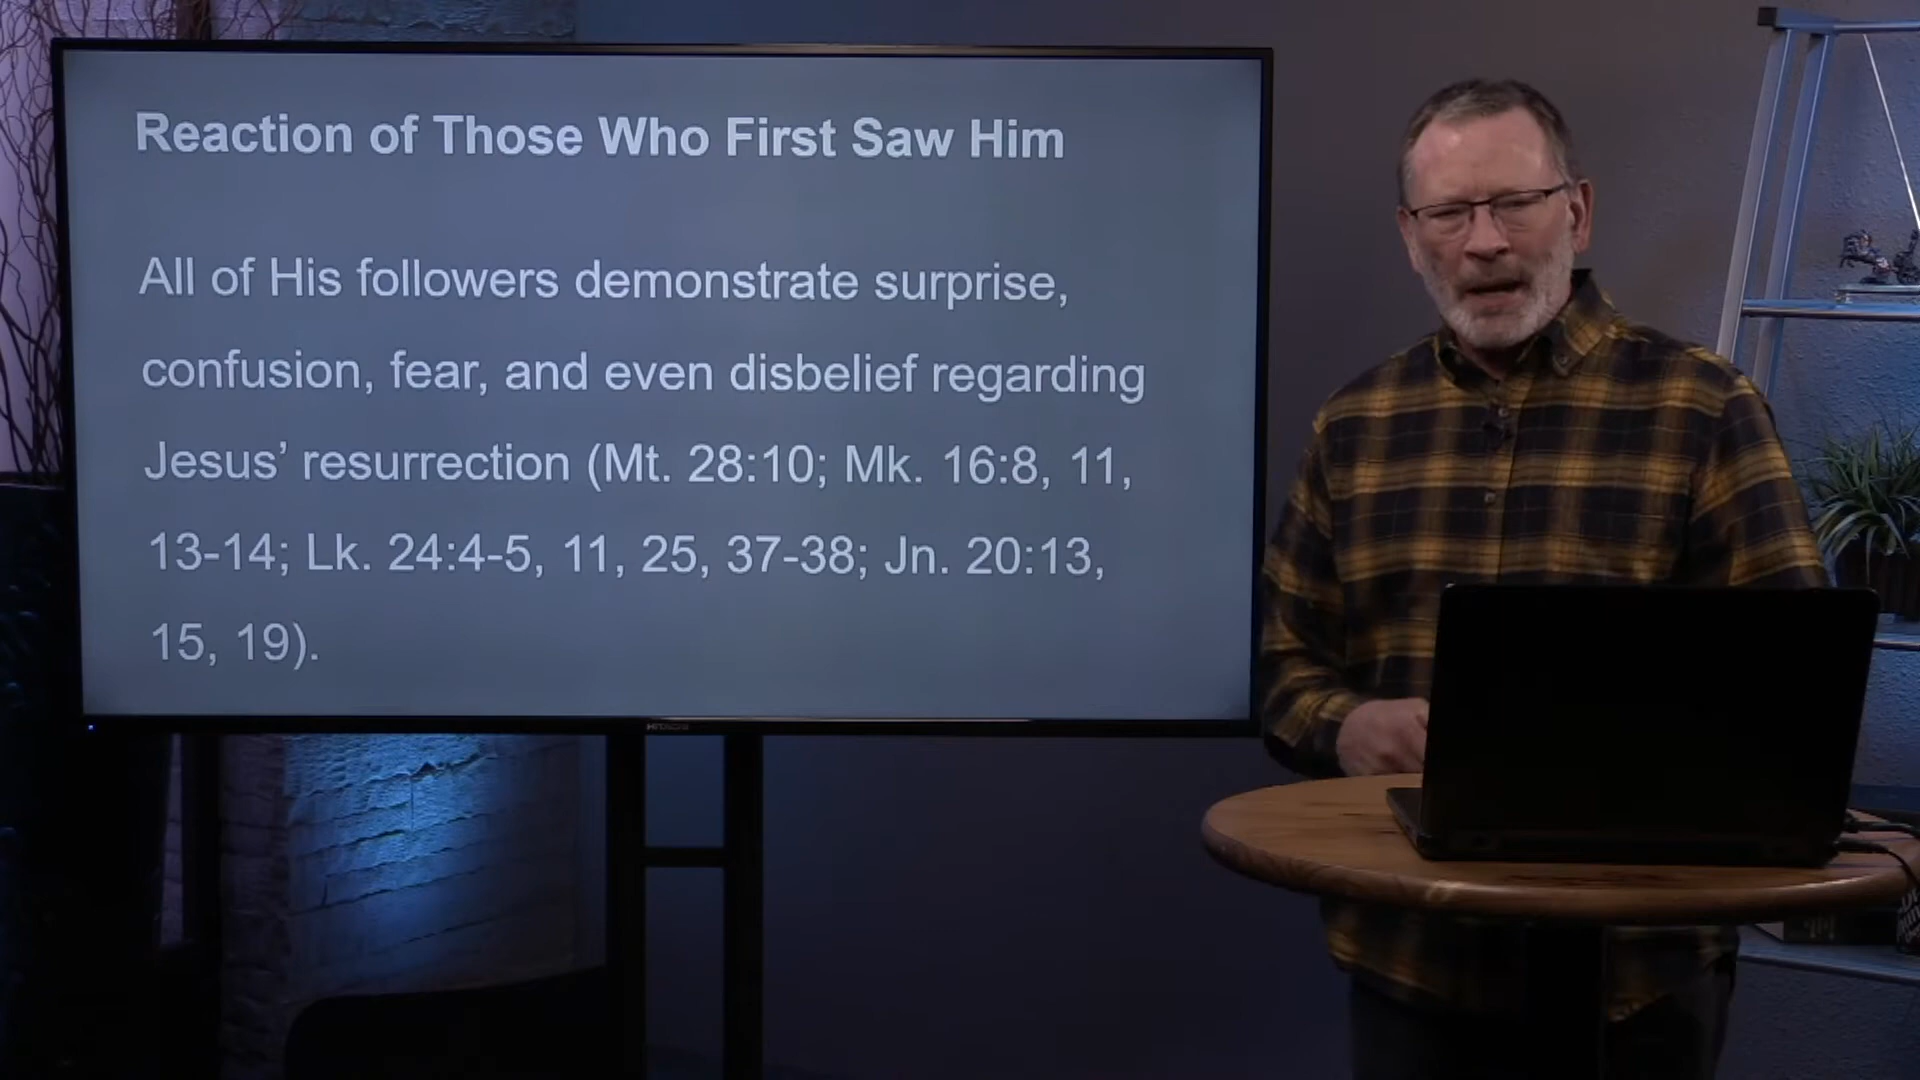 Reaction of Those Who First Saw Him
All of His followers demonstrate surprise,
confusion, fear, and even disbelief regarding
Jesus’ resurrection (Mt. 28:10; Mk. 16:8, 11,
13-14; Lk. 24:4-5, 11, 25, 37-38; Jn. 20:13,
15, 19).
HITACHI